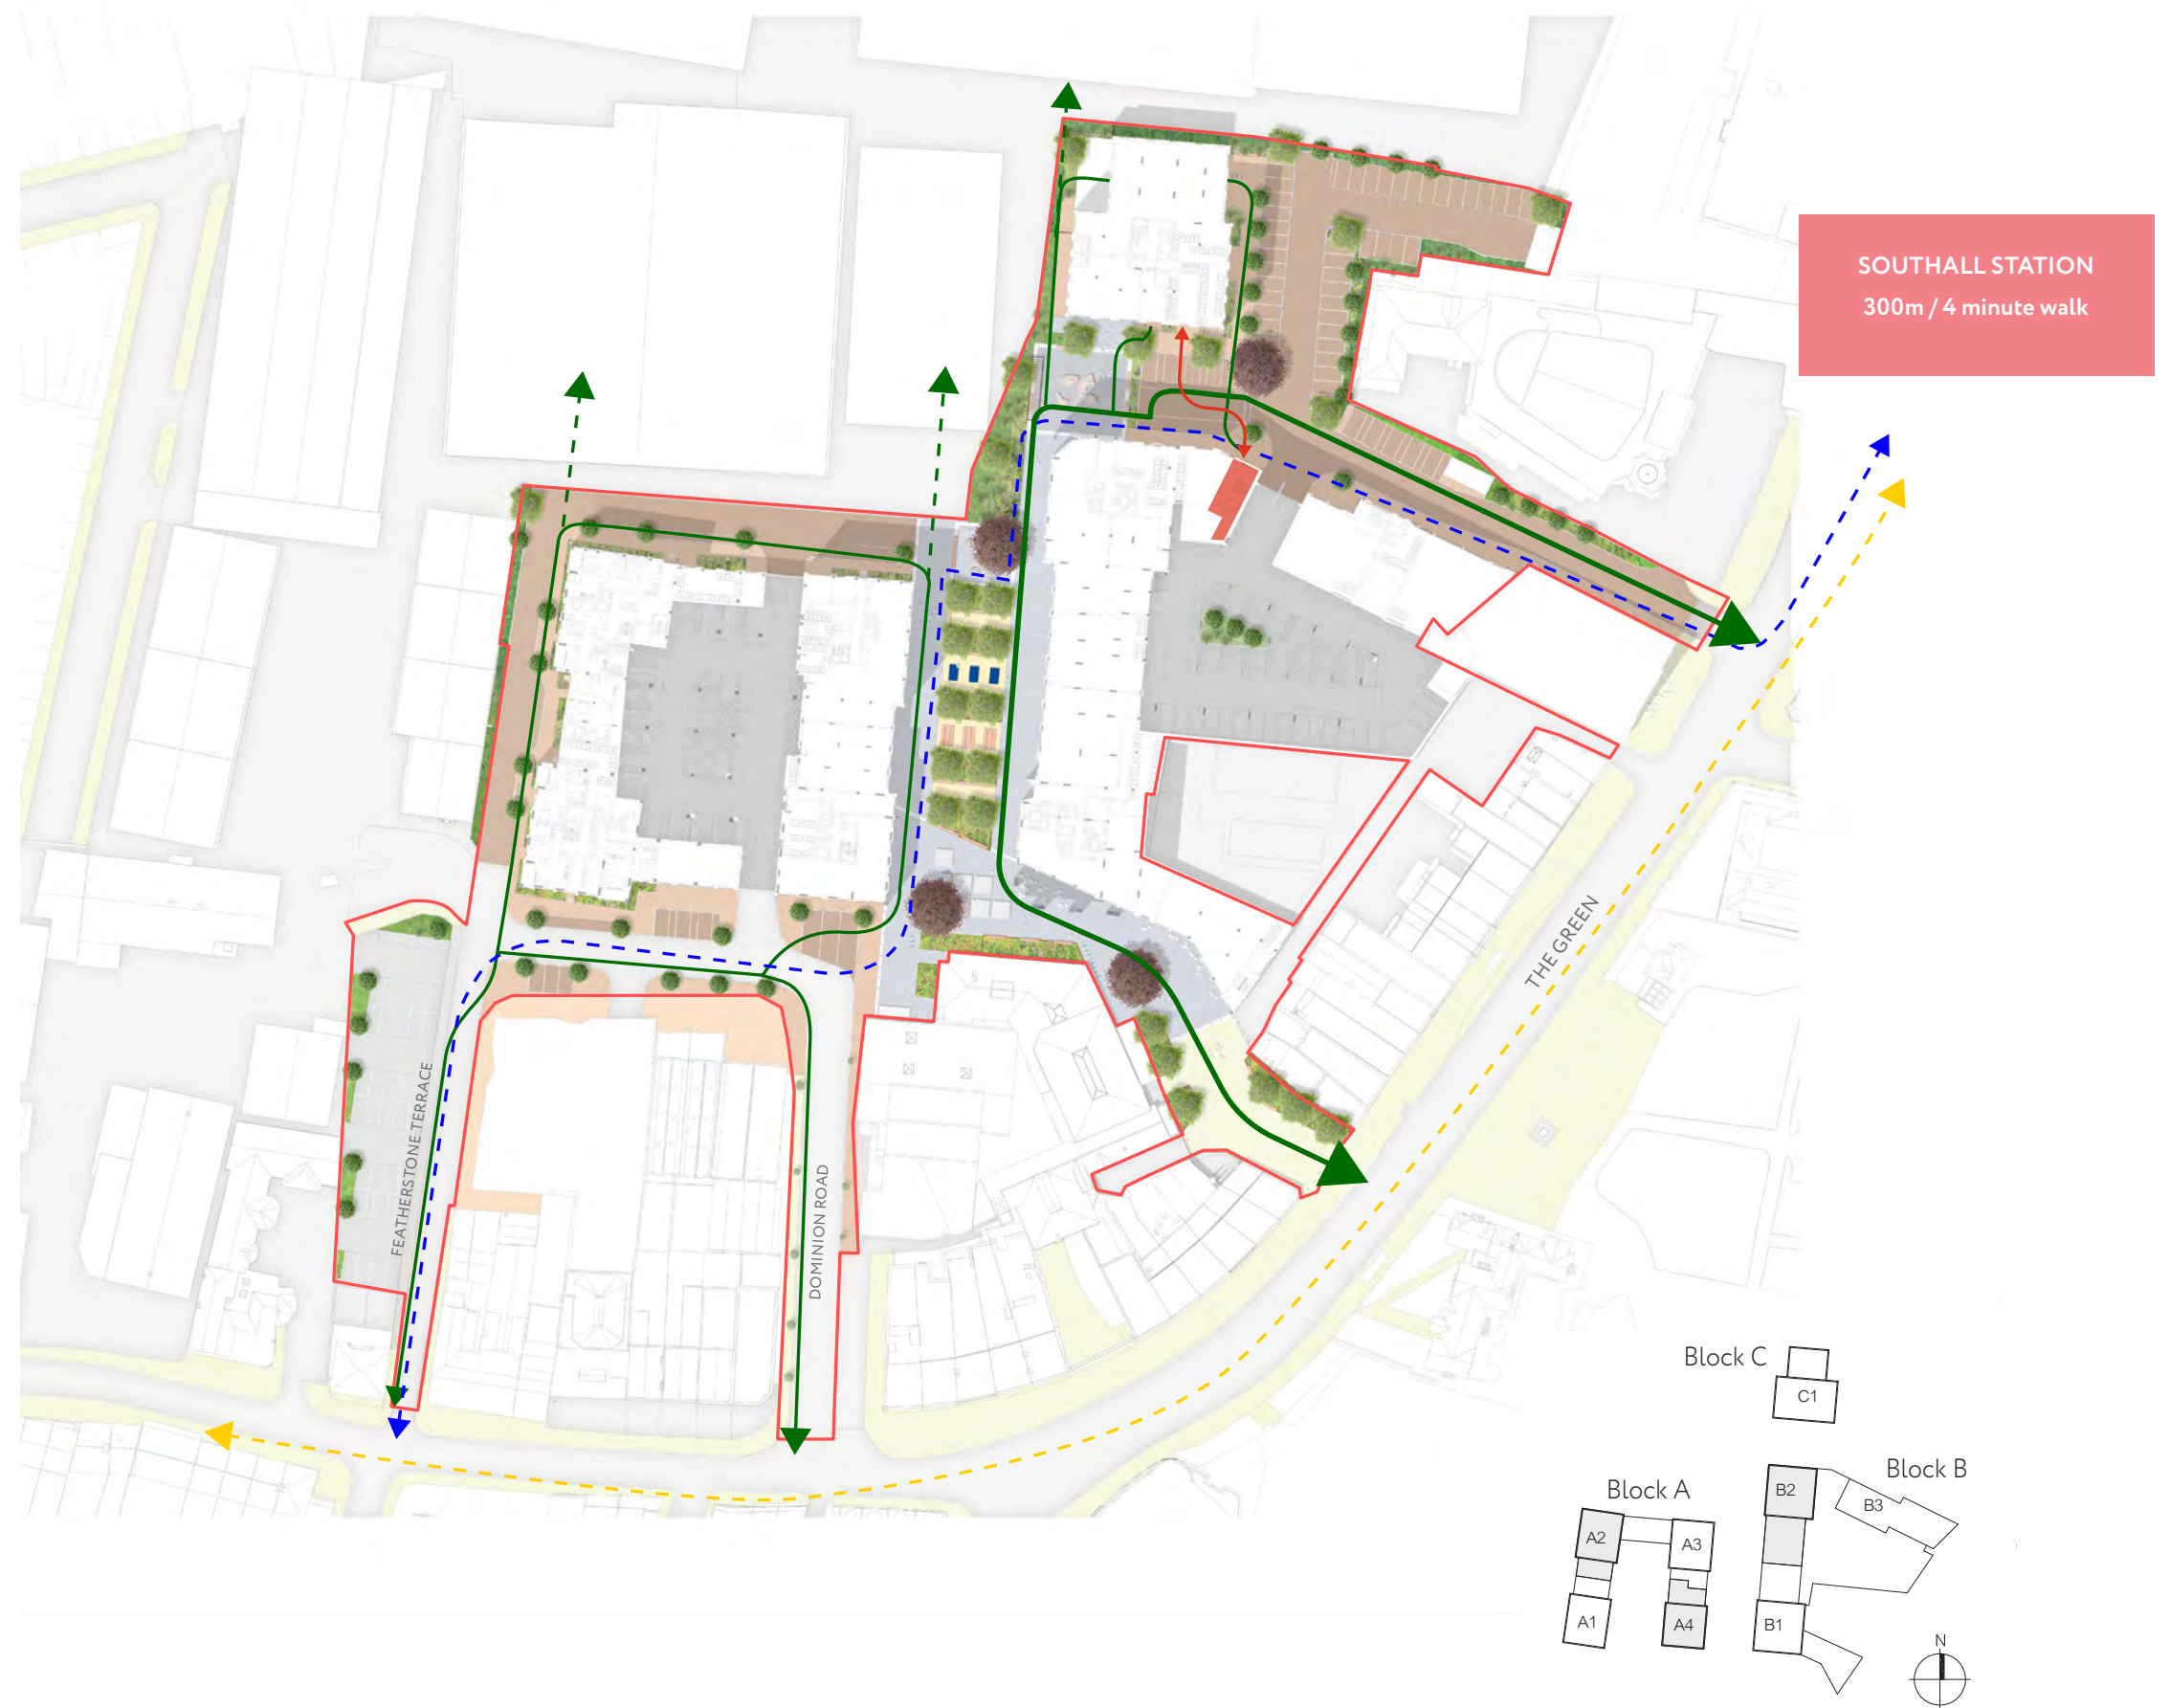 SOUTHALL STATION
300m / 4 minute walk
THE GREEN
FEATHERSTONE TERRACE
DOMINION ROAD
Block C
C1
Block B
B2
B3
Block A
A2
A3
A1
A4
B1
N